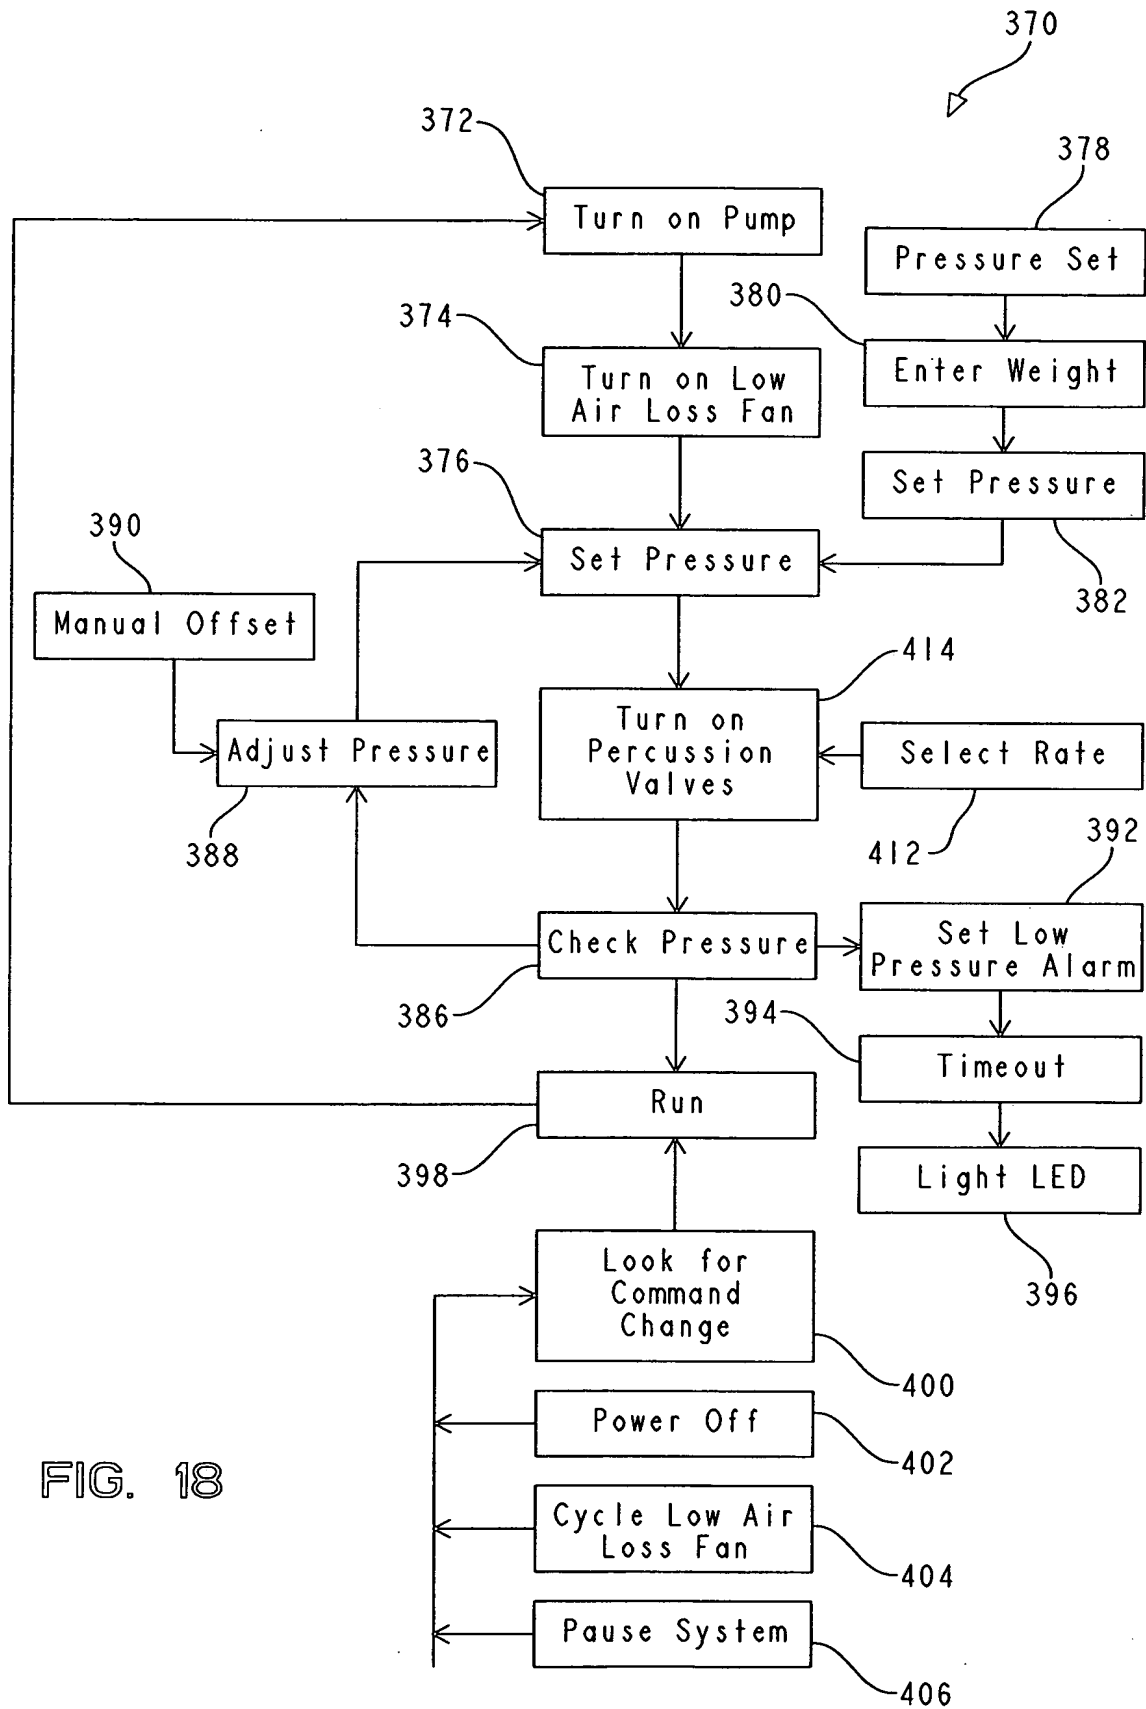 370
372
378
Turn on Pump
Pressure Set
380
374
Enter Weight
Turn on Low
Air Loss Fan
376
Set Pressure
390
Set Pressure
382
Manual Offset
414
Turn on
Percussion
Valves
Adjust Pressure
Select Rate
388
412
392
Check Pressure
Set Low
Pressure Alarm
386
394
Timeout
Run
398
Light LED
Look for
Command
Change
396
400
Power Off
402
FIG. 18
Cycle Low Air
Loss Fan
404
Pause System
406